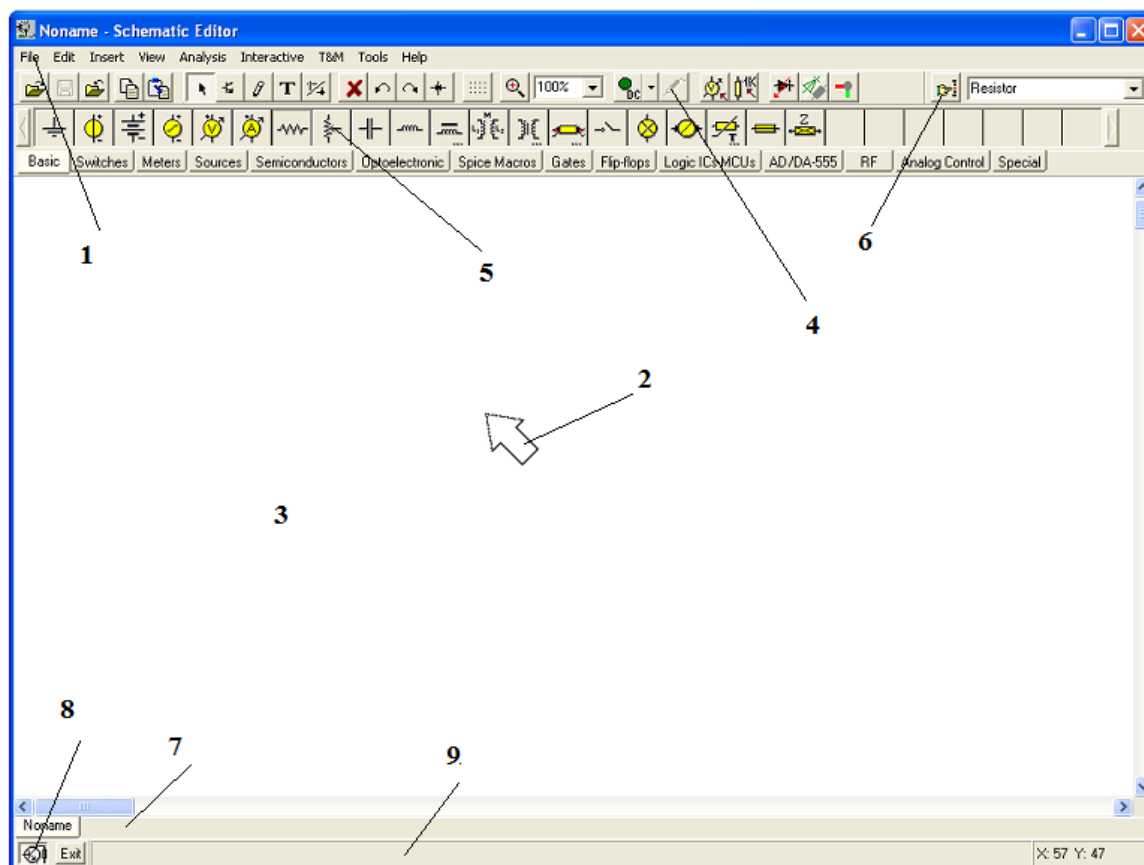 Noname - Schematic Editor
File Edit Insert View Analysis Interactive T&M Tools Help
T 100% DC 1K Resistor
V A M T Z
Basic Switches Meters Sources Semiconductors Optoelectronic Spice Macros Gates Flip-flops Logic ICs-MCUs AD/DA-555 RF Analog Control Special
1 5 6
4
2
3
8
7 9
Noname
Exit X: 57 Y: 47